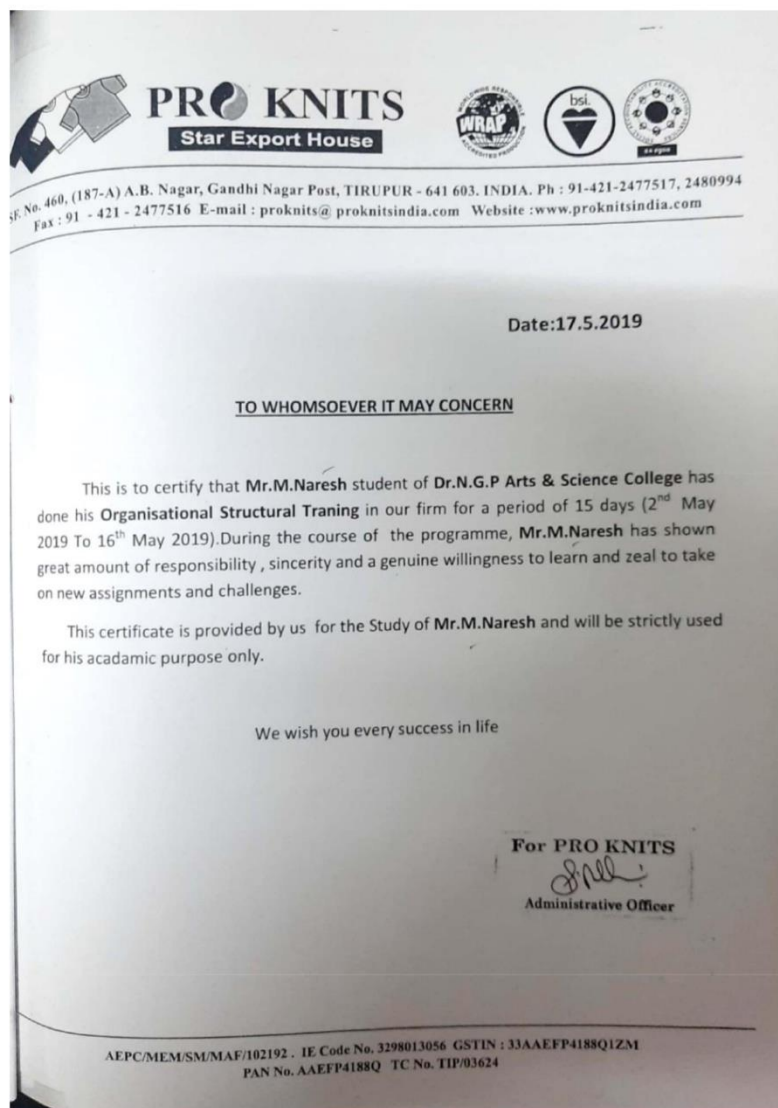 PRO KNITS
Star Export House
WORLDWIDE RESPONSIBLE
WRAP
ACCREDITED PRODUCTION
bsi.
S.F. No. 460, (187-A) A.B. Nagar, Gandhi Nagar Post, TIRUPUR - 641 603. INDIA. Ph : 91-421-2477517, 2480994
Fax : 91 - 421 - 2477516 E-mail : proknits@ proknitsindia.com Website :www.proknitsindia.com
Date:17.5.2019
TO WHOMSOEVER IT MAY CONCERN
This is to certify that Mr.M.Naresh student of Dr.N.G.P Arts & Science College has
done his Organisational Structural Traning in our firm for a period of 15 days (2nd May
2019 To 16th May 2019).During the course of the programme, Mr.M.Naresh has shown
great amount of responsibility , sincerity and a genuine willingness to learn and zeal to take
on new assignments and challenges.
This certificate is provided by us for the Study of Mr.M.Naresh and will be strictly used
for his acadamic purpose only.
We wish you every success in life
For PRO KNITS
Administrative Officer
AEPC/MEM/SM/MAF/102192 . IE Code No. 3298013056 GSTIN : 33AAEFP4188Q1ZM
PAN No. AAEFP4188Q TC No. TIP/03624